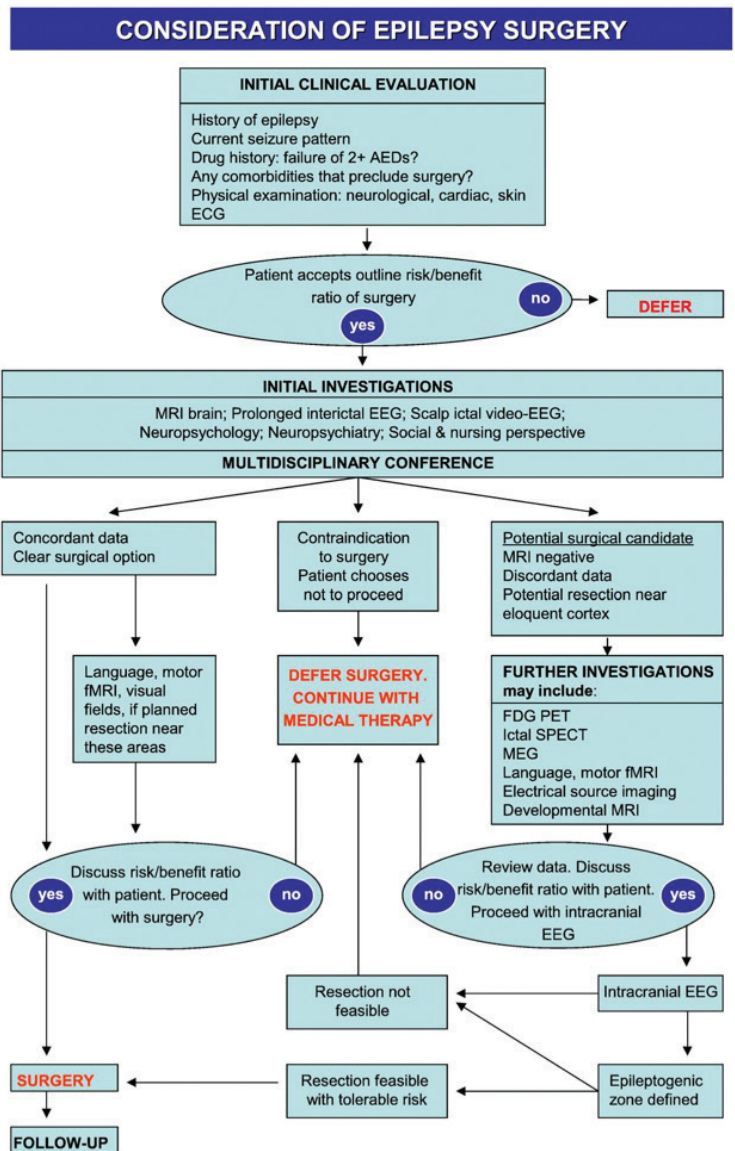 CONSIDERATION OF EPILEPSY SURGERY
INITIAL CLINICAL EVALUATION
History of epilepsy
Current seizure pattern
Drug history: failure of 2+ AEDs?
Any comorbidities that preclude surgery?
Physical examination: neurological, cardiac, skin
ECG
Patient accepts outline risk/benefit
ratio of surgery
no
yes
DEFER
INITIAL INVESTIGATIONS
MRI brain; Prolonged interictal EEG; Scalp ictal video-EEG;
Neuropsychology; Neuropsychiatry; Social & nursing perspective
MULTIDISCIPLINARY CONFERENCE
Concordant data
Clear surgical option
Contraindication
to surgery
Patient chooses
not to proceed
Potential surgical candidate
MRI negative
Discordant data
Potential resection near
eloquent cortex
Language, motor
fMRI, visual
fields, if planned
resection near
these areas
DEFER SURGERY.
CONTINUE WITH
MEDICAL THERAPY
FURTHER INVESTIGATIONS
may include:
FDG PET
Ictal SPECT
MEG
Language, motor fMRI
Electrical source imaging
Developmental MRI
Discuss risk/benefit ratio
with patient. Proceed
with surgery?
yes
no
Review data. Discuss
risk/benefit ratio with patient.
Proceed with intracranial
EEG
no
yes
Resection not
feasible
Intracranial EEG
SURGERY
Resection feasible
with tolerable risk
Epileptogenic
zone defined
FOLLOW-UP